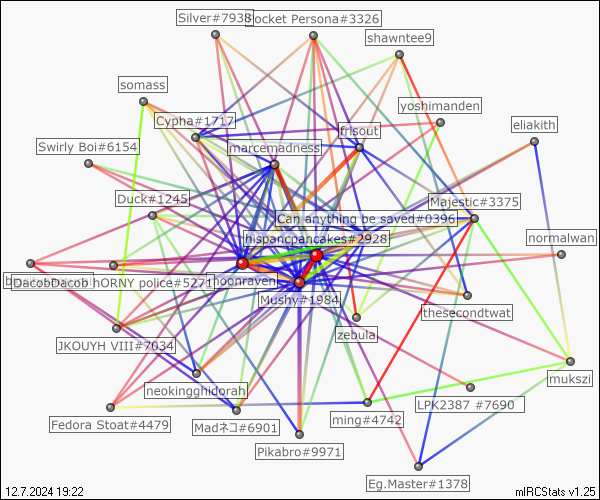 Silver#7938
Pocket Persona#3326
shawntee9
somass
yoshimanden
Cypha#1717
eliakith
frisout
Swirly Boi#6154
marcemadness
Duck#1245
Majestic#3375
Can anything be saved#0396
hispancpancakes#2928
normalwan
DacobDacob hORNY police#5271
noonraven
Mushy#1984
thesecondtwat
zebula
JKOUYH VIII#7034
mukszi
neokingghidorah
LPK2387 #7690
Fedora Stoat#4479
Madネコ#6901
ming#4742
Pikabro#9971
Eg.Master#1378
12.7.2024 19:22
mIRCStats v1.25